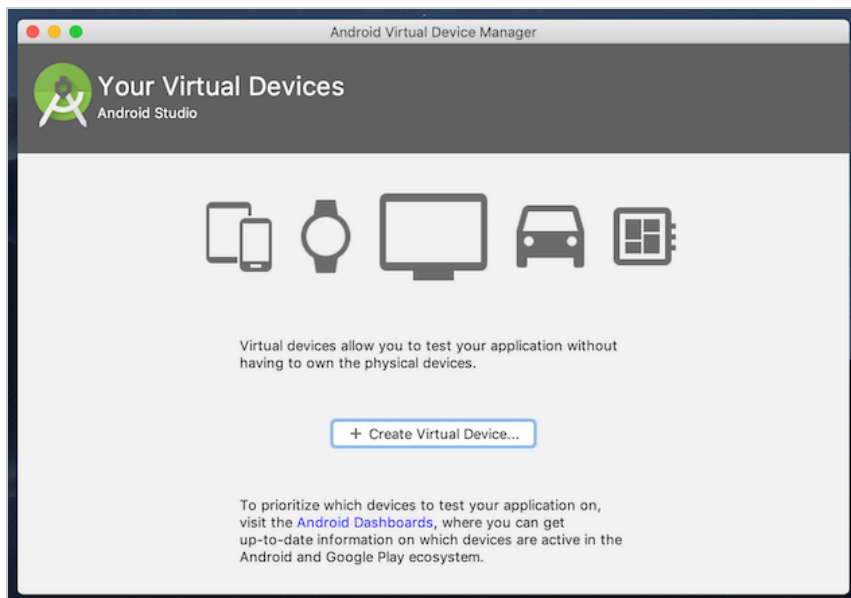 Android Virtual Device Manager
Your Virtual Devices
Android Studio
Virtual devices allow you to test your application without
having to own the physical devices.
+ Create Virtual Device...
To prioritize which devices to test your application on,
visit the Android Dashboards, where you can get
up-to-date information on which devices are active in the
Android and Google Play ecosystem.